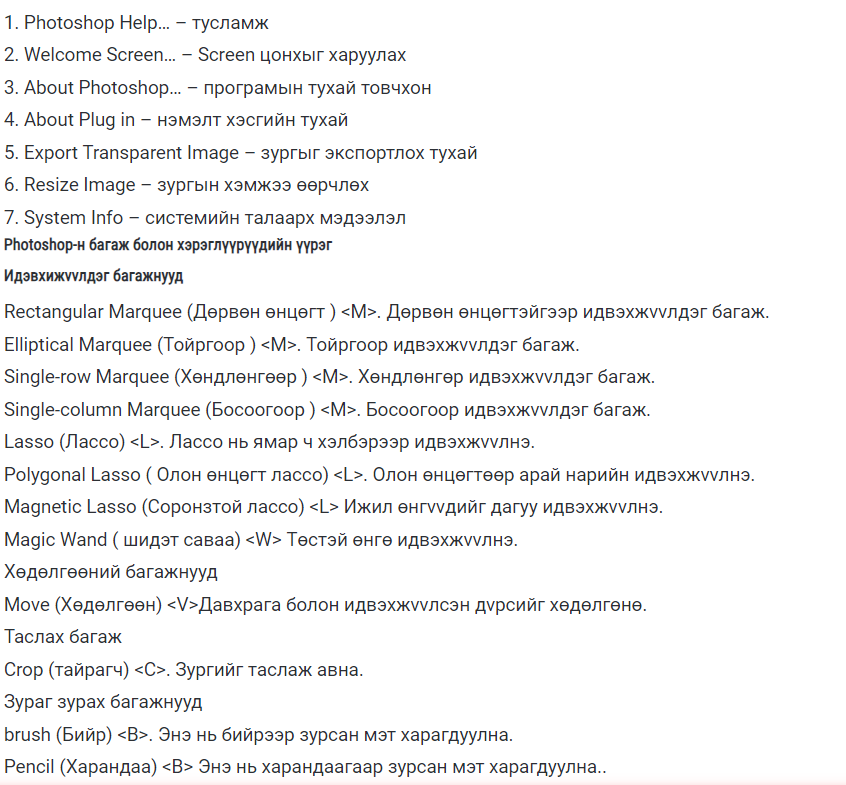 1. Photoshop Help… – тусламж
2. Welcome Screen… – Screen цонхыг харуулах
3. About Photoshop… – програмын тухай товчхон
4. About Plug in – нэмэлт хэсгийн тухай
5. Export Transparent Image – зургыг экспортлох тухай
6. Resize Image – зургын хэмжээ өөрчлөх
7. System Info – системийн талаарх мэдээлэл
Photoshop-н багаж болон хэрэглүүрүүдийн үүрэг
Идэвхижvvлдэг багажнууд
Rectangular Marquee (Дөрвөн өнцөгт ) <M>. Дөрвөн өнцөгтэйгээр идвэхжvvлдэг багаж.
Elliptical Marquee (Тойргоор ) <M>. Тойргоор идвэхжvvлдэг багаж.
Single-row Marquee (Хөндлөнгөөр ) <M>. Хөндлөнгөр идвэхжvvлдэг багаж.
Single-column Marquee (Босоогоор ) <M>. Босоогоор идвэхжvvлдэг багаж.
Lasso (Лассо) <L>. Лассо нь ямар ч хэлбэрээр идвэхжvvлнэ.
Polygonal Lasso ( Олон өнцөгт лассо) <L>. Олон өнцөгтөөр арай нарийн идвэхжvvлнэ.
Magnetic Lasso (Соронзтой лассо) <L> Ижил өнгvvдийг дагуу идвэхжvvлнэ.
Magic Wand ( шидэт саваа) <W> Төстэй өнгө идвэхжvvлнэ.
Хөдөлгөөний багажнууд
Move (Хөдөлгөөн) <V>Давхрага болон идвэхжvvлсэн дvрсийг хөдөлгөнө.
Таслах багаж
Crop (тайрагч) <C>. Зургийг таслаж авна.
Зураг зурах багажнууд
brush (Бийр) <B>. Энэ нь бийрээр зурсан мэт харагдуулна.
Pencil (Харандаа) <B> Энэ нь харандаагаар зурсан мэт харагдуулна..